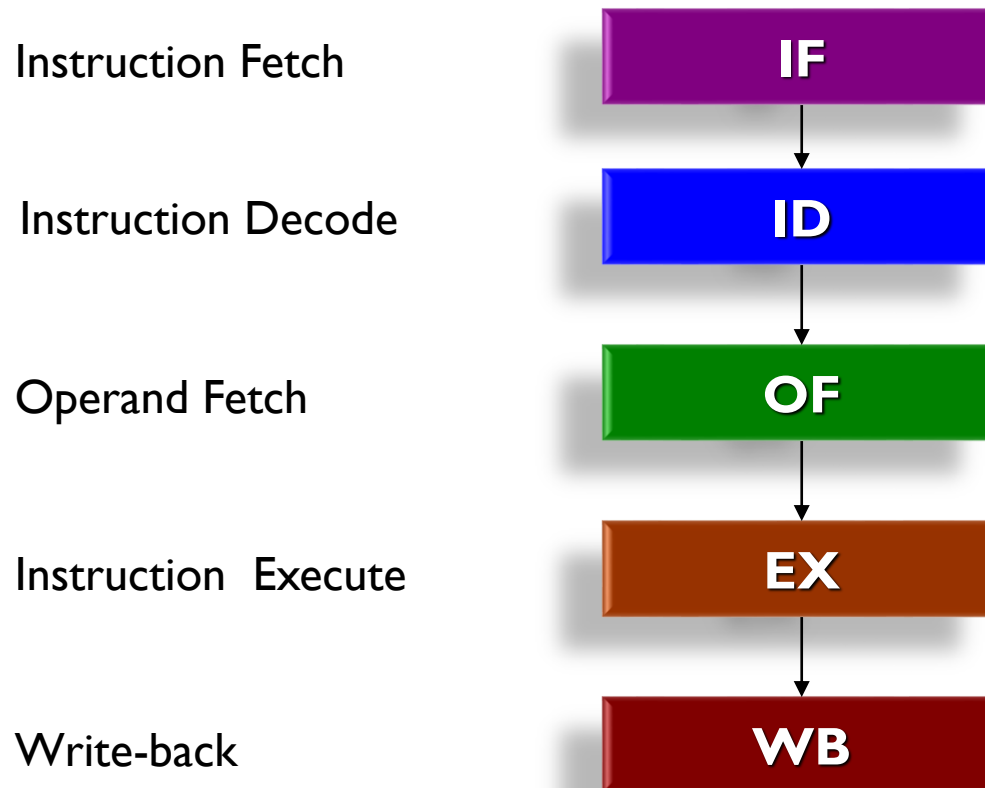 Instruction Fetch
IF
Instruction Decode
ID
Operand Fetch
OF
Instruction Execute
EX
Write-back
WB